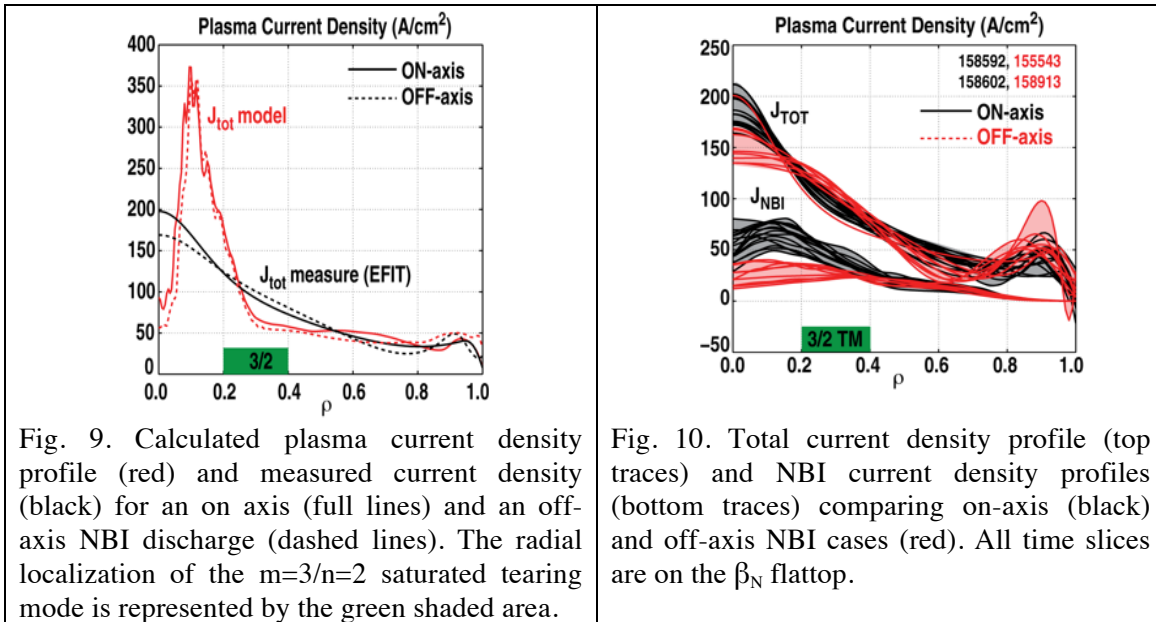 Plasma Current Density (A/cm²)
400
350
300
250
200
150
100
50
0
0.0 0.2 0.4 0.6 0.8 1.0
ρ
ON-axis
OFF-axis
J_tot model
J_tot measure (EFIT)
3/2
Fig. 9. Calculated plasma current density
profile (red) and measured current density
(black) for an on axis (full lines) and an off-
axis NBI discharge (dashed lines). The radial
localization of the m=3/n=2 saturated tearing
mode is represented by the green shaded area.
Plasma Current Density (A/cm²)
250
200
150
100
50
0
−50
0.0 0.2 0.4 0.6 0.8 1.0
ρ
158592, 155543
158602, 158913
ON-axis
OFF-axis
J_TOT
J_NBI
3/2 TM
Fig. 10. Total current density profile (top
traces) and NBI current density profiles
(bottom traces) comparing on-axis (black)
and off-axis NBI cases (red). All time slices
are on the β_N flattop.